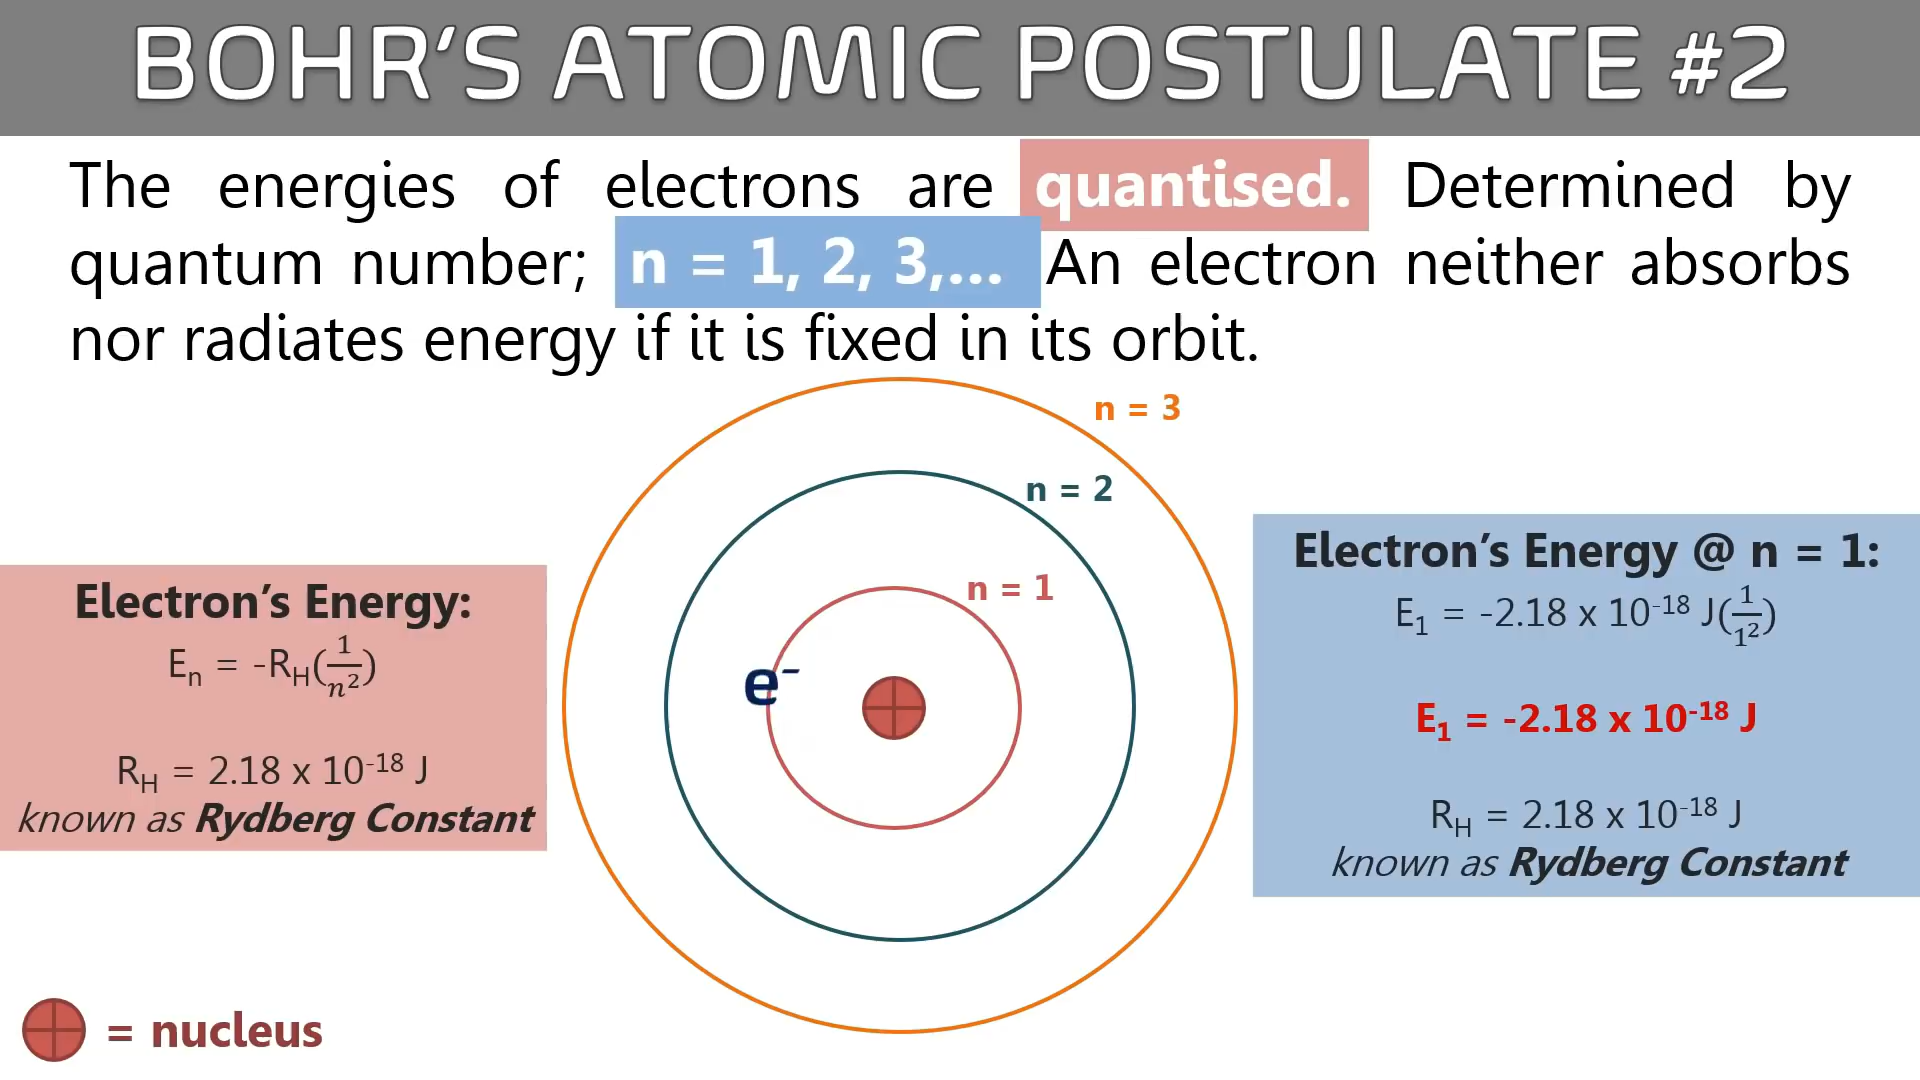 BOHR’S ATOMIC POSTULATE #2
The energies of electrons are quantised. Determined by
quantum number; n = 1, 2, 3,... An electron neither absorbs
nor radiates energy if it is fixed in its orbit.
n = 3
n = 2
n = 1
e⁻
Electron’s Energy:
Eₙ = -R_H(1/n²)
R_H = 2.18 x 10⁻¹⁸ J
known as Rydberg Constant
Electron’s Energy @ n = 1:
E₁ = -2.18 x 10⁻¹⁸ J(1/1²)
E₁ = -2.18 x 10⁻¹⁸ J
R_H = 2.18 x 10⁻¹⁸ J
known as Rydberg Constant
= nucleus